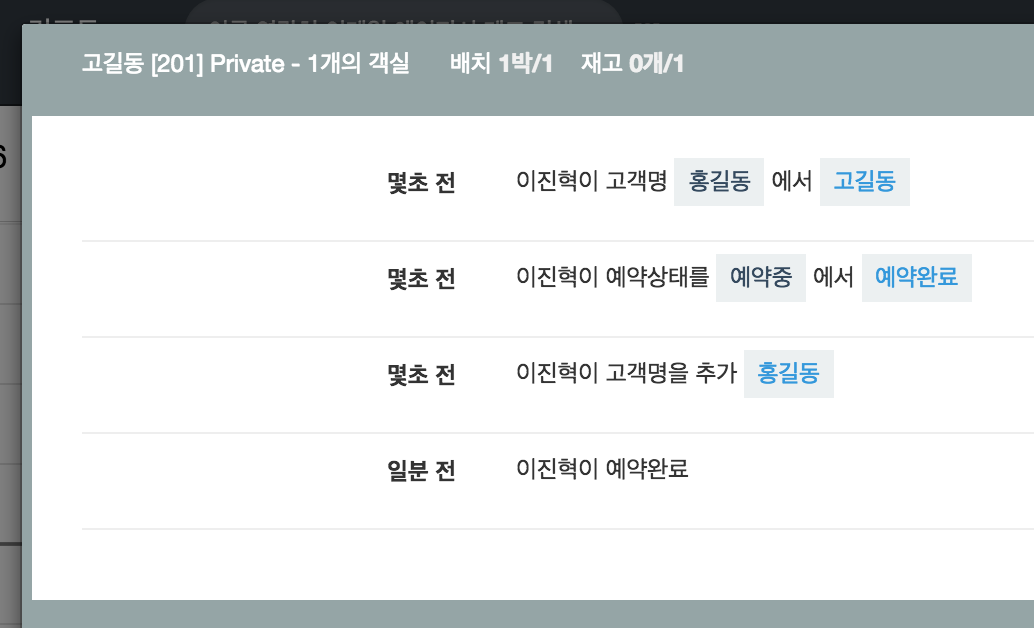 고길동 [201] Private - 1개의 객실 배치 1박/1 재고 0개/1
6
몇초 전 이진혁이 고객명 홍길동 에서 고길동
몇초 전 이진혁이 예약상태를 예약중 에서 예약완료
몇초 전 이진혁이 고객명을 추가 홍길동
일분 전 이진혁이 예약완료